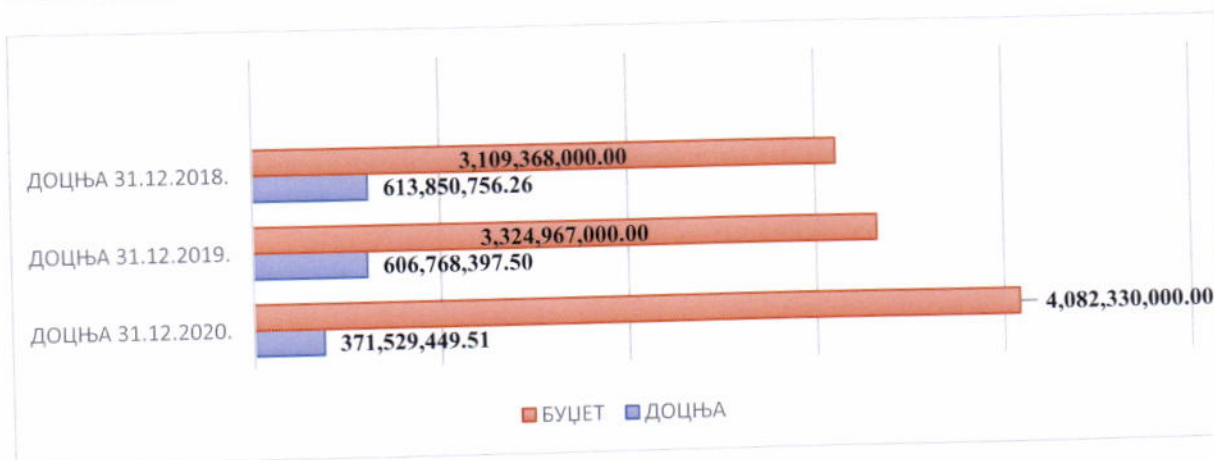 3,109,368,000.00
ДОЦЊА 31.12.2018.
613,850,756.26
3,324,967,000.00
ДОЦЊА 31.12.2019.
606,768,397.50
4,082,330,000.00
ДОЦЊА 31.12.2020.
371,529,449.51
БУЏЕТ ДОЦЊА